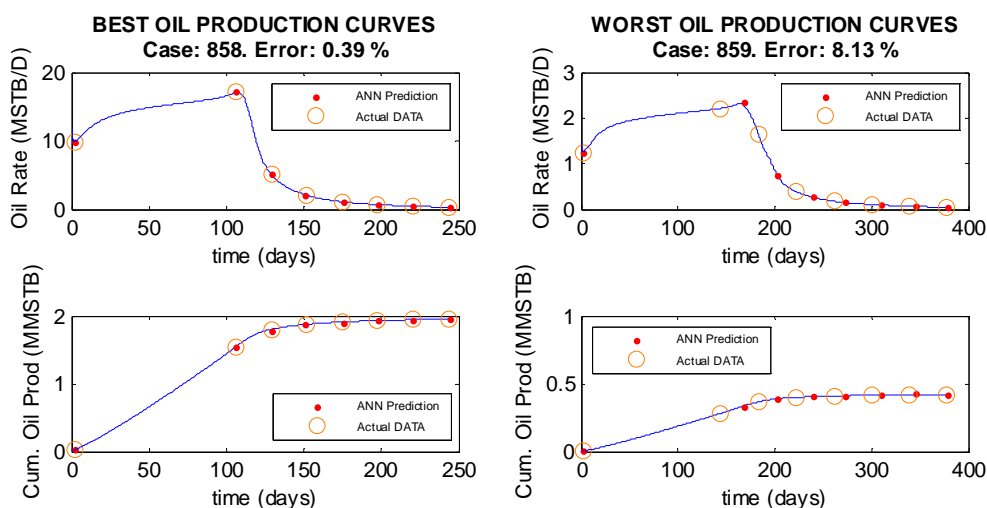 BEST OIL PRODUCTION CURVES
Case: 858. Error: 0.39 %
Oil Rate (MSTB/D)
20
10
0
ANN Prediction
Actual DATA
0 50 100 150 200 250
time (days)
WORST OIL PRODUCTION CURVES
Case: 859. Error: 8.13 %
Oil Rate (MSTB/D)
3
2
1
0
ANN Prediction
Actual DATA
0 100 200 300 400
time (days)
Cum. Oil Prod (MMSTB)
2
1
0
ANN Prediction
Actual DATA
0 50 100 150 200 250
time (days)
Cum. Oil Prod (MMSTB)
1
0.5
0
ANN Prediction
Actual DATA
0 100 200 300 400
time (days)